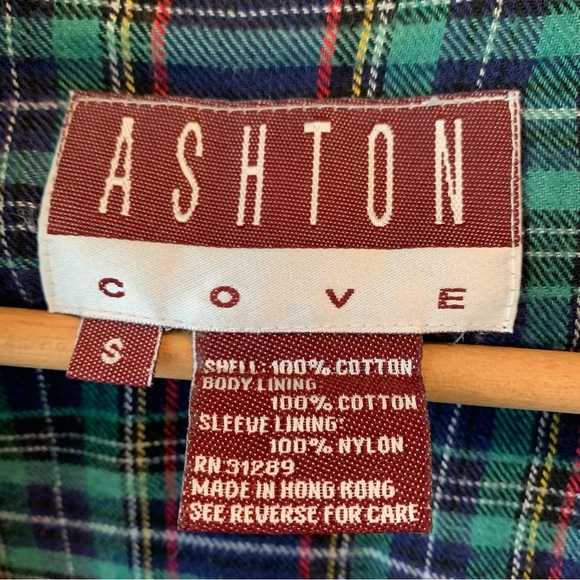 ASHTON
COVE
S
SHELL: 100% COTTON
BODY LINING
100% COTTON
SLEEVE LINING:
100% NYLON
RN 31289
MADE IN HONG KONG
SEE REVERSE FOR CARE